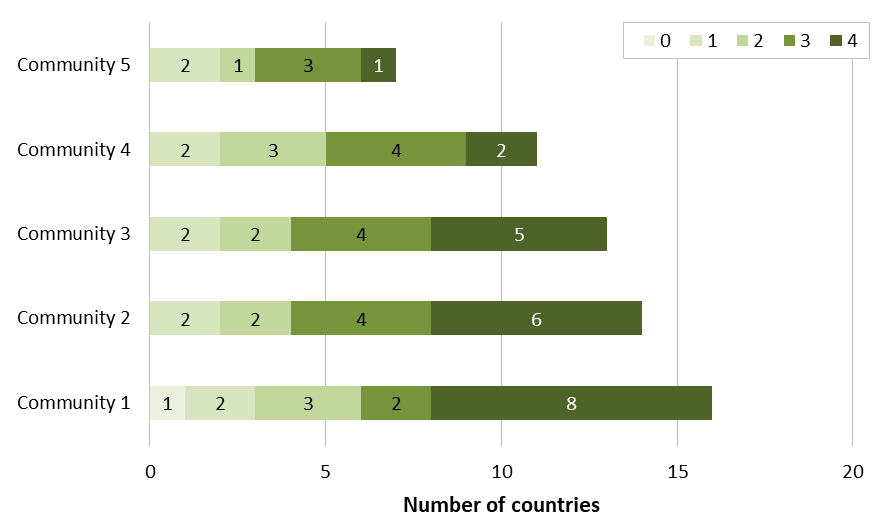 0 1 2 3 4
Community 5 2 1 3 1
Community 4 2 3 4 2
Community 3 2 2 4 5
Community 2 2 2 4 6
Community 1 1 2 3 2 8
0 5 10 15 20
Number of countries